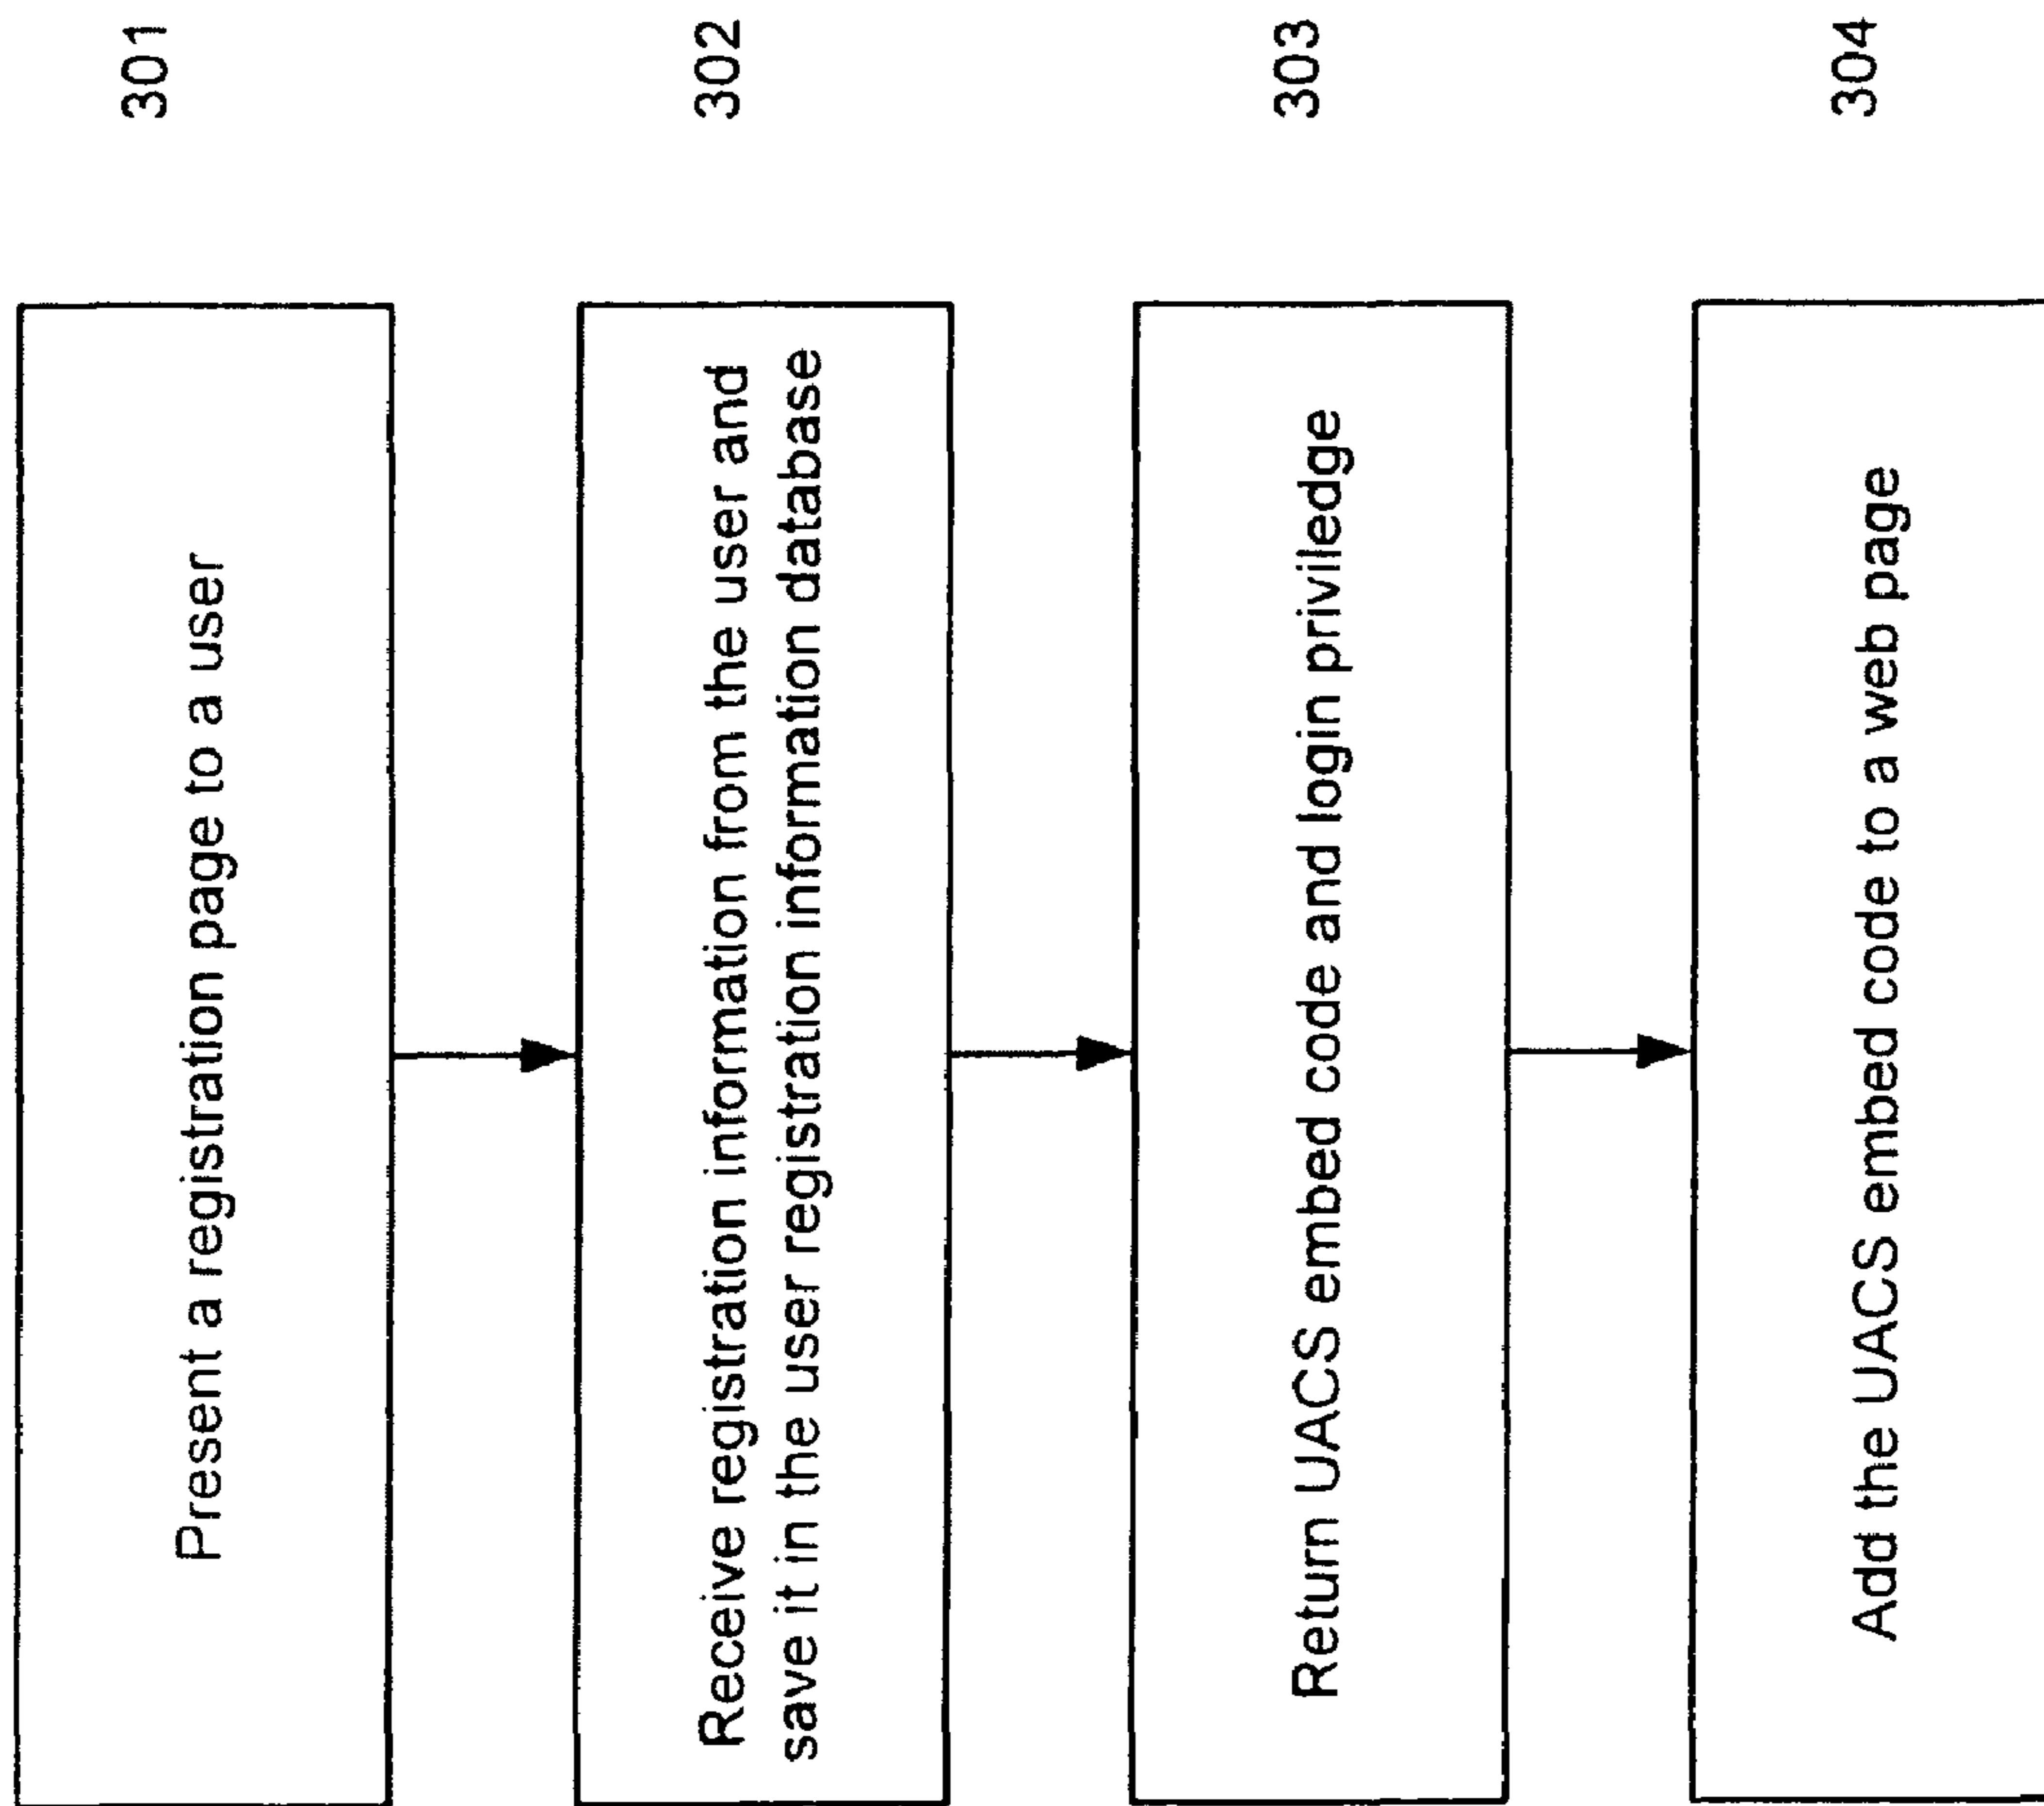 Present a registration page to a user
301
Receive registration information from the user and
save it in the user registration information database
302
Return UACS embed code and login priviledge
303
Add the UACS embed code to a web page
304